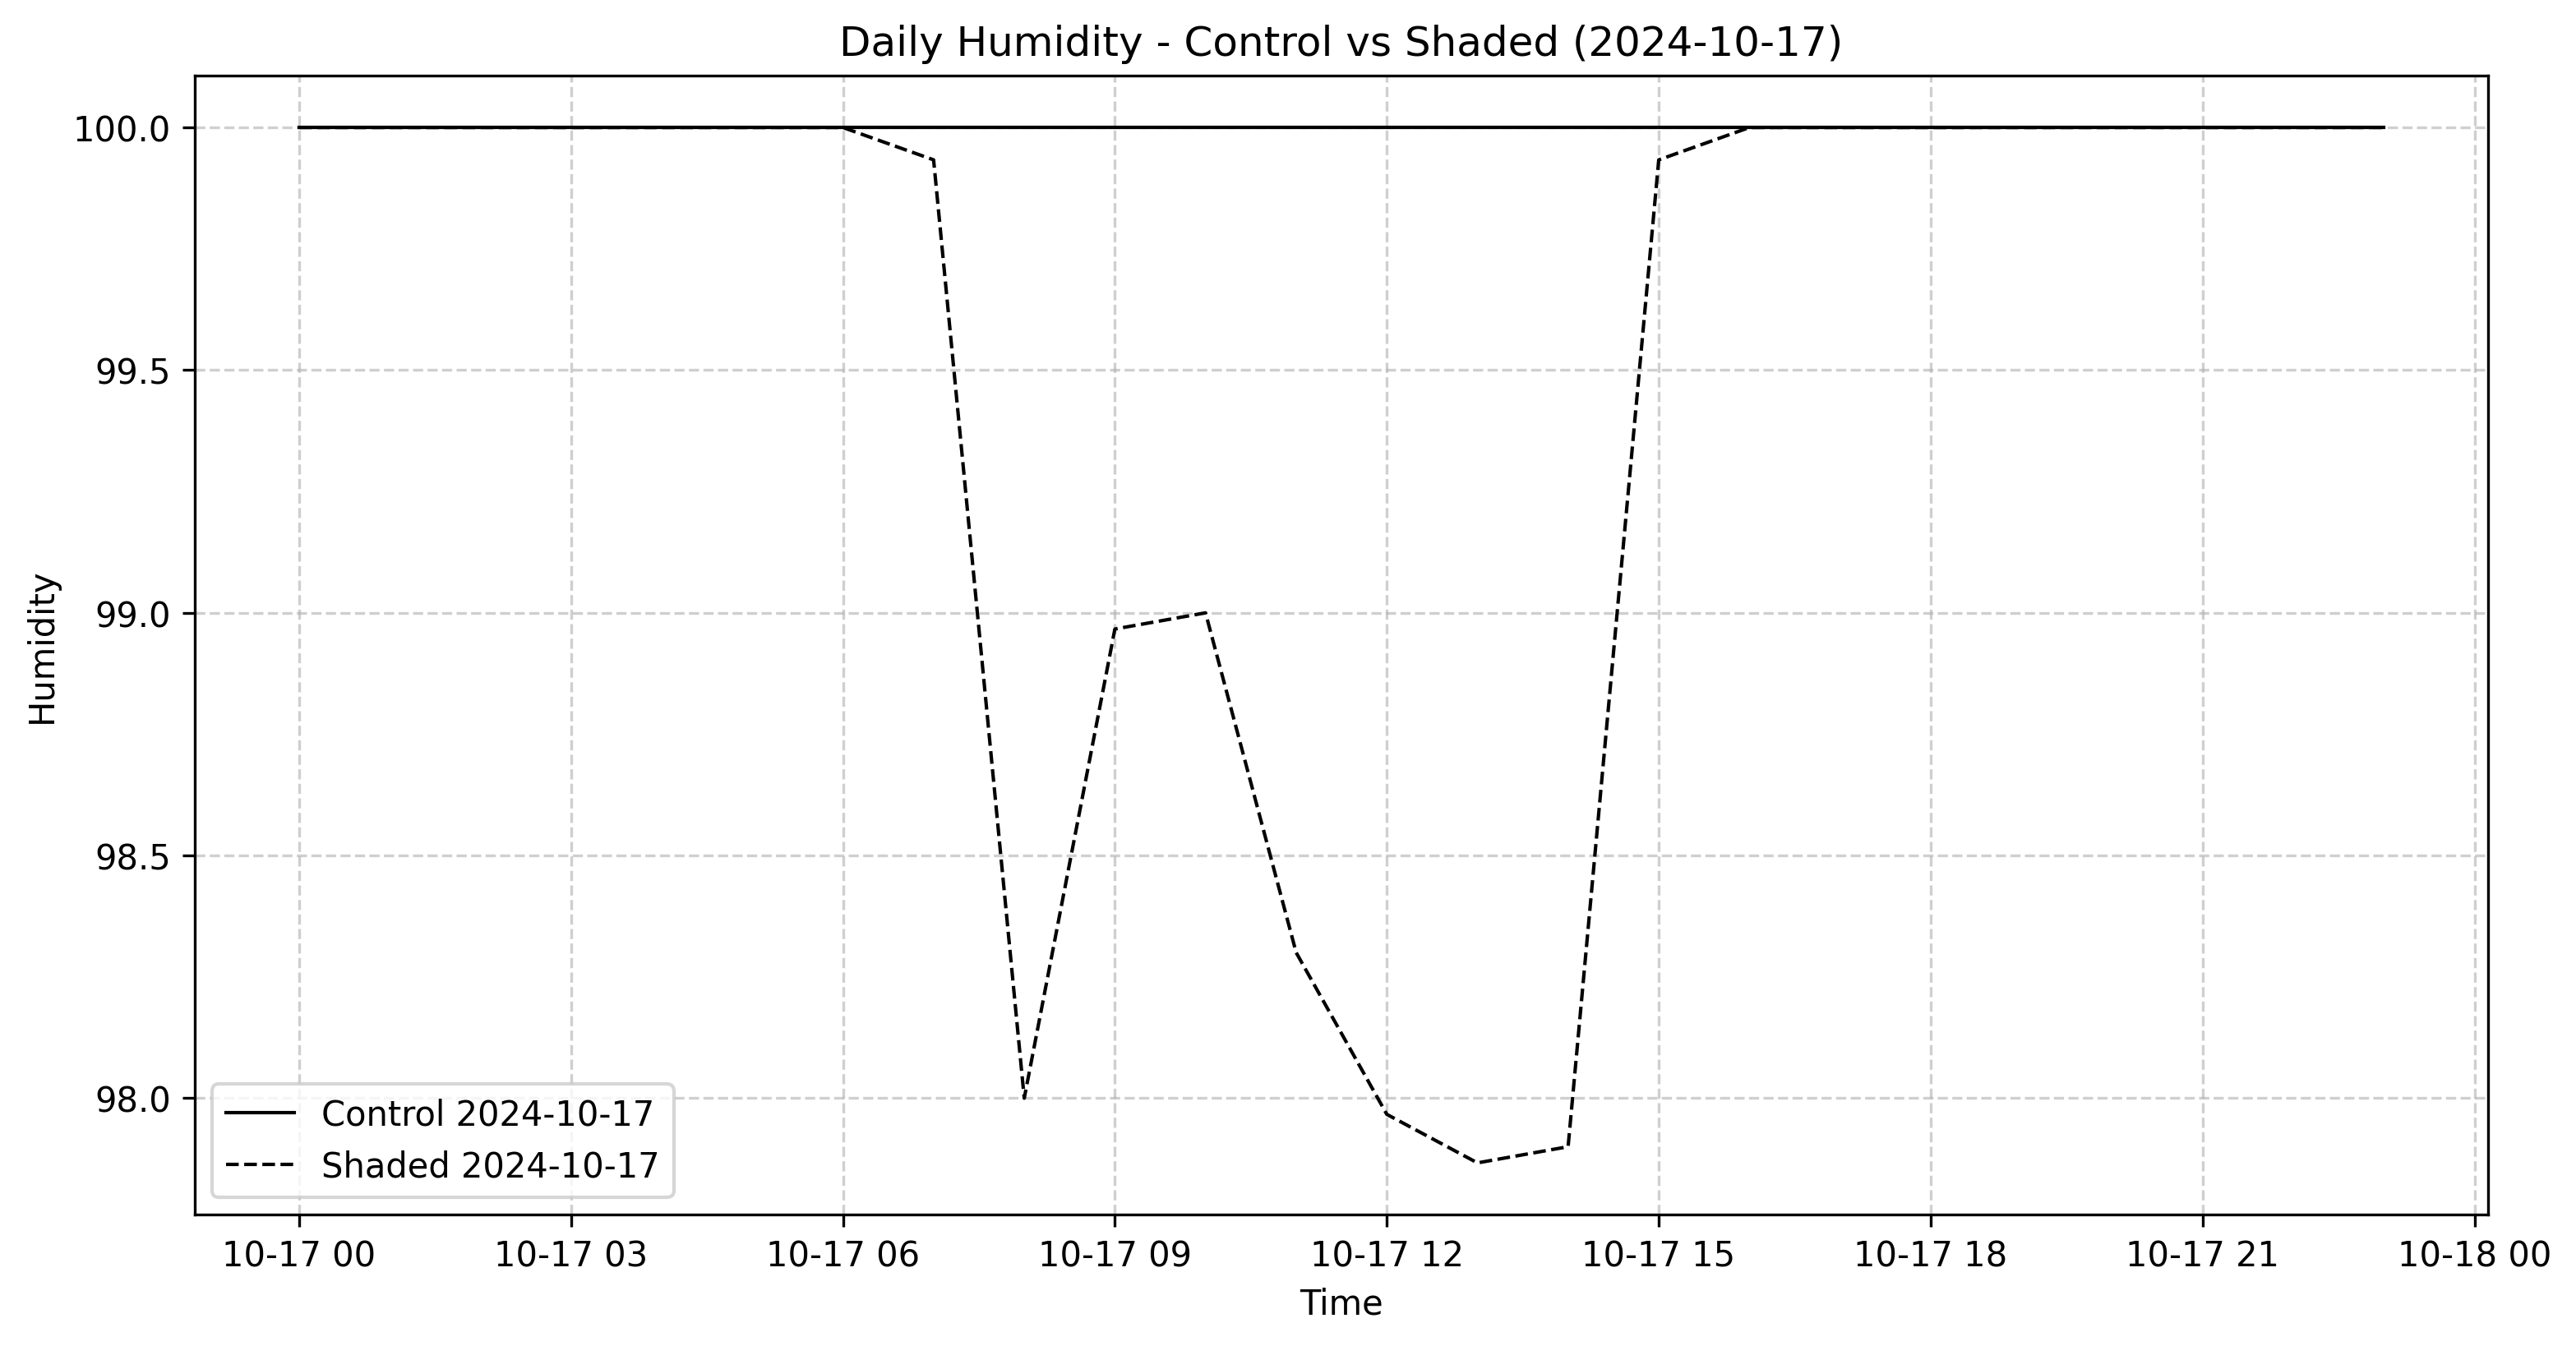 Daily Humidity - Control vs Shaded (2024-10-17)
100.0
99.5
99.0
98.5
98.0
Humidity
Control 2024-10-17
Shaded 2024-10-17
10-17 00 10-17 03 10-17 06 10-17 09 10-17 12 10-17 15 10-17 18 10-17 21 10-18 00
Time